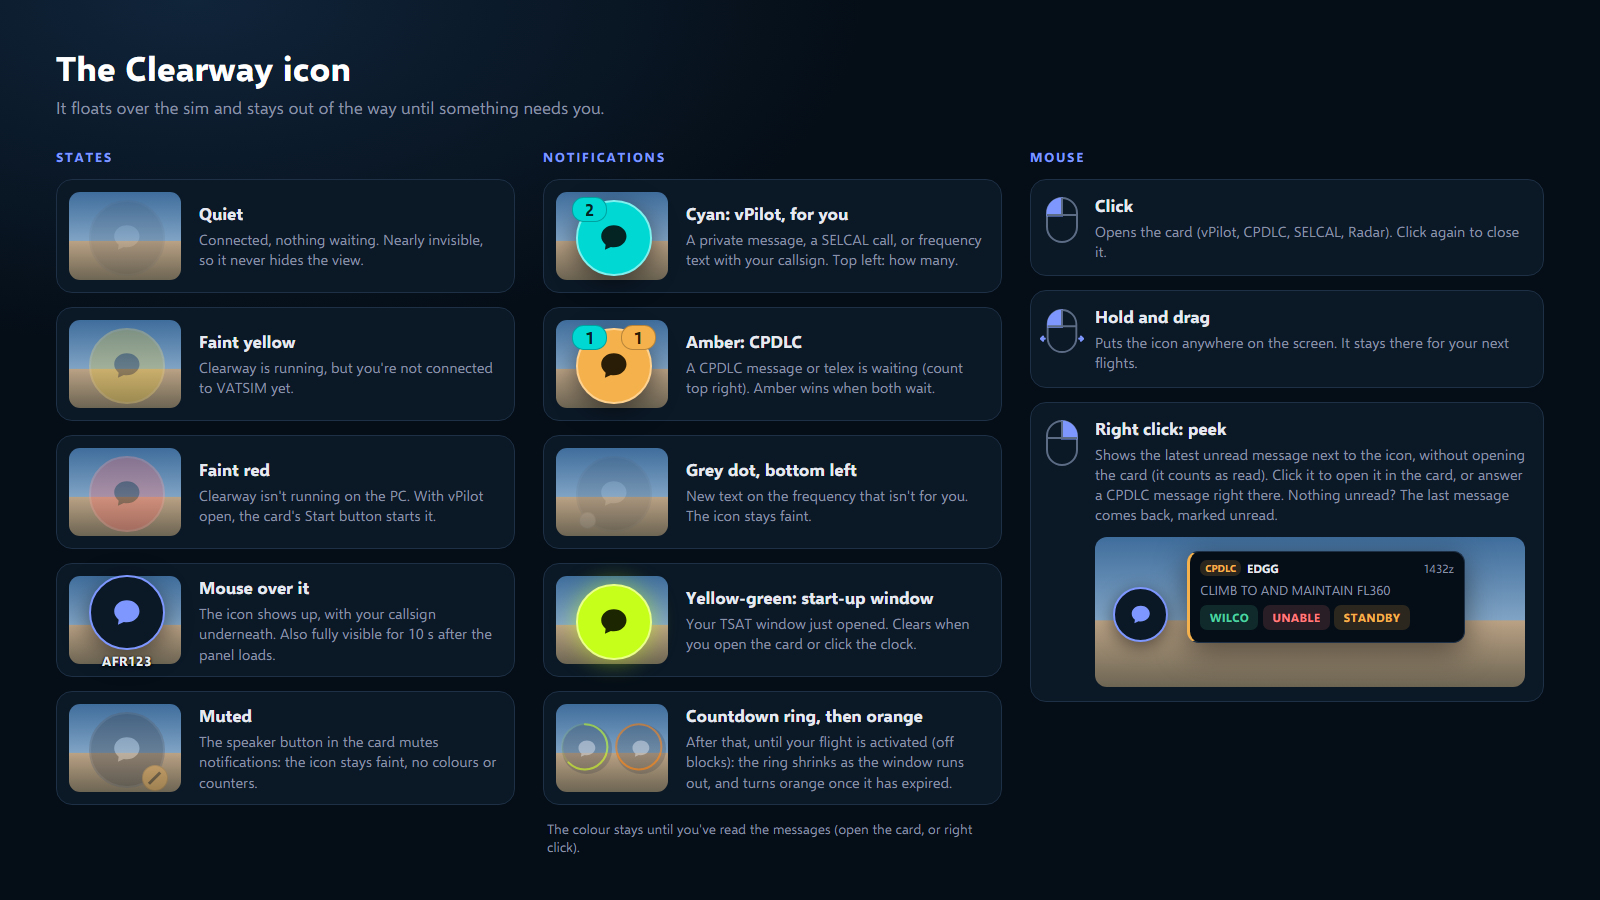 The Clearway icon
It floats over the sim and stays out of the way until something needs you.
STATES
Quiet
Connected, nothing waiting. Nearly invisible,
so it never hides the view.
Faint yellow
Clearway is running, but you're not connected
to VATSIM yet.
Faint red
Clearway isn't running on the PC. With vPilot
open, the card's Start button starts it.
AFR123
Mouse over it
The icon shows up, with your callsign
underneath. Also fully visible for 10 s after the
panel loads.
Muted
The speaker button in the card mutes
notifications: the icon stays faint, no colours or
counters.
NOTIFICATIONS
2
Cyan: vPilot, for you
A private message, a SELCAL call, or frequency
text with your callsign. Top left: how many.
1 1
Amber: CPDLC
A CPDLC message or telex is waiting (count
top right). Amber wins when both wait.
Grey dot, bottom left
New text on the frequency that isn't for you.
The icon stays faint.
Yellow-green: start-up window
Your TSAT window just opened. Clears when
you open the card or click the clock.
Countdown ring, then orange
After that, until your flight is activated (off
blocks): the ring shrinks as the window runs
out, and turns orange once it has expired.
The colour stays until you've read the messages (open the card, or right
click).
MOUSE
Click
Opens the card (vPilot, CPDLC, SELCAL, Radar). Click again to close
it.
Hold and drag
Puts the icon anywhere on the screen. It stays there for your next
flights.
Right click: peek
Shows the latest unread message next to the icon, without opening
the card (it counts as read). Click it to open it in the card, or answer
a CPDLC message right there. Nothing unread? The last message
comes back, marked unread.
CPDLC EDGG 1432z
CLIMB TO AND MAINTAIN FL360
WILCO UNABLE STANDBY